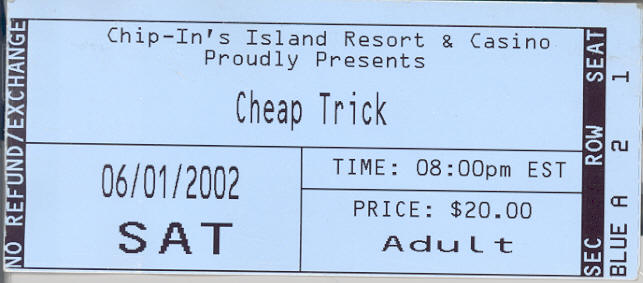 NO REFUND/EXCHANGE
Chip-In's Island Resort & Casino
Proudly Presents
Cheap Trick
06/01/2002
SAT
TIME: 08:00pm EST
PRICE: $20.00
Adult
SEC ROW SEAT
BLUE A 2 1